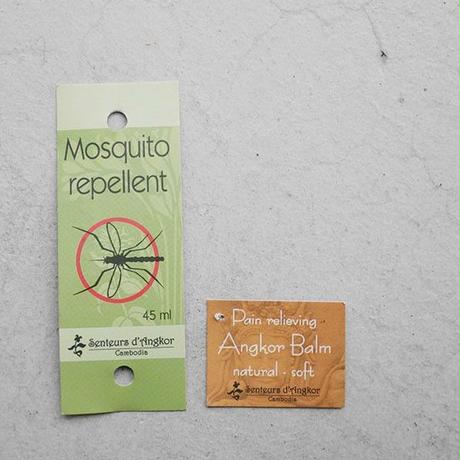 Mosquito
repellent
45 ml
Senteurs d'Angkor
Cambodia
Pain relieving
Angkor Balm
natural - soft
Senteurs d'Angkor
Cambodia